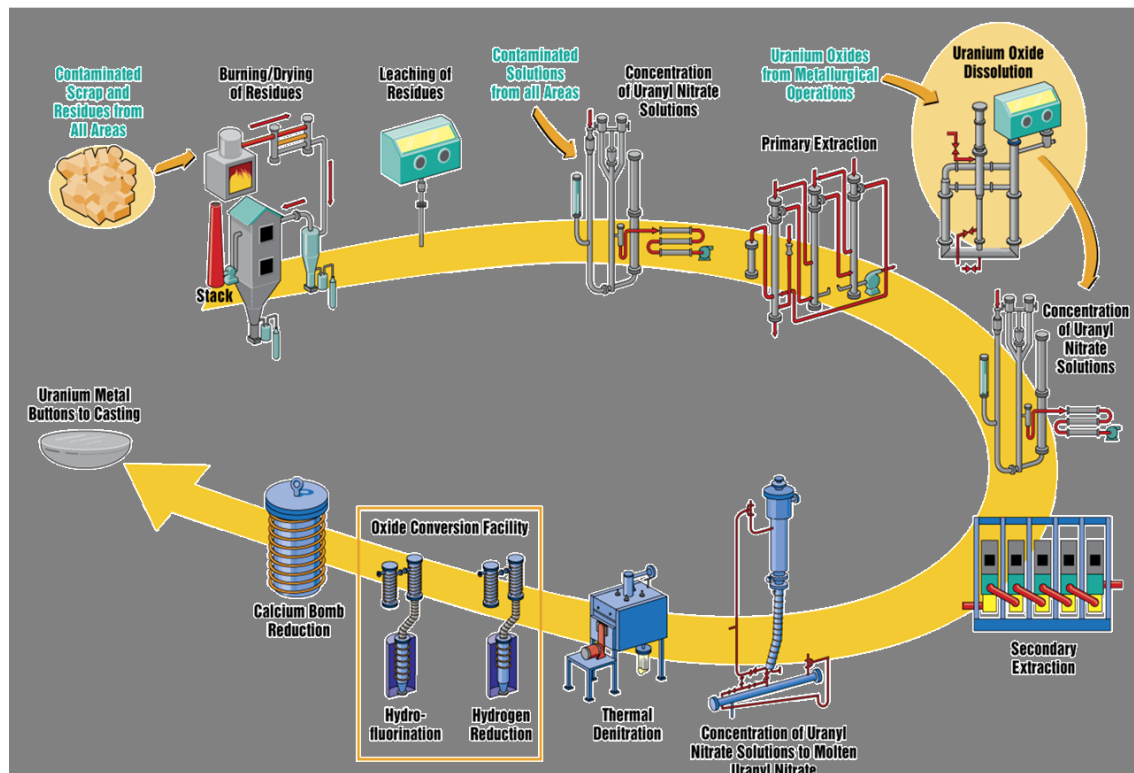 Contaminated
Scrap and
Residues from
All Areas
Burning/Drying
of Residues
Stack
Leaching of
Residues
Contaminated
Solutions
from all Areas
Concentration
of Uranyl Nitrate
Solutions
Primary Extraction
Uranium Oxides
from Metallurgical
Operations
Uranium Oxide
Dissolution
Concentration
of Uranyl
Nitrate
Solutions
Secondary
Extraction
Concentration of Uranyl
Nitrate Solutions to Molten
Uranyl Nitrate
Thermal
Denitration
Oxide Conversion Facility
Hydrogen
Reduction
Hydro-
fluorination
Calcium Bomb
Reduction
Uranium Metal
Buttons to Casting